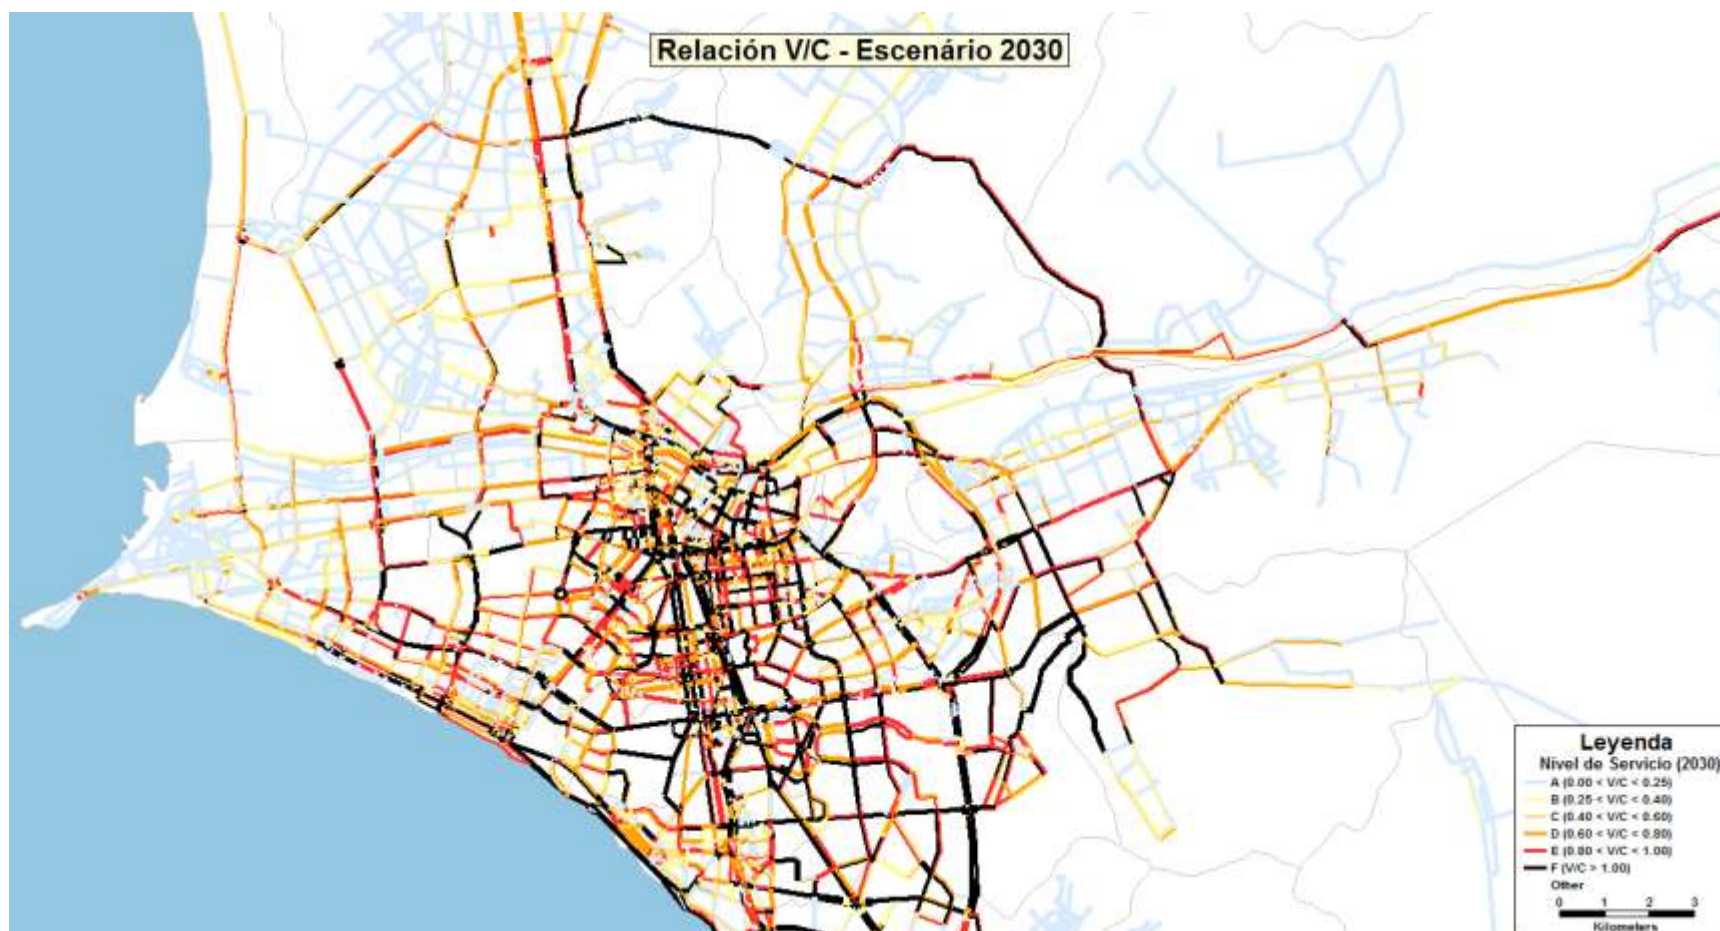 Relación V/C - Escenário 2030
Leyenda
Nivel de Servicio (2030)
A (0.00 < V/C < 0.25)
B (0.25 < V/C < 0.40)
C (0.40 < V/C < 0.60)
D (0.60 < V/C < 0.80)
E (0.80 < V/C < 1.00)
F (V/C > 1.00)
Other
0 1 2 3
Kilometers